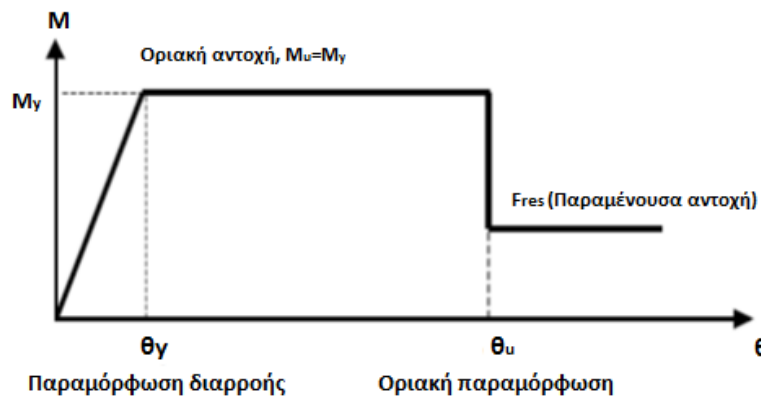 M
Οριακή αντοχή, Mu=My
My
Fres (Παραμένουσα αντοχή)
θy
θu
Παραμόρφωση διαρροής
Οριακή παραμόρφωση